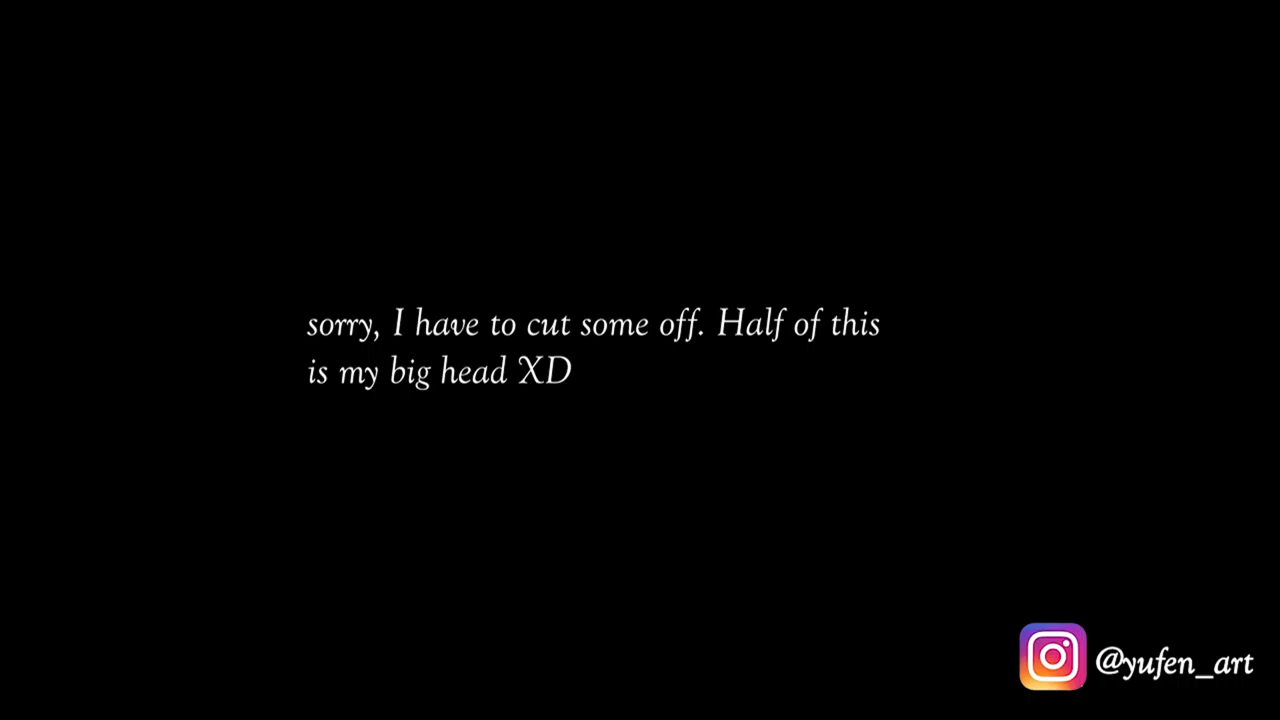 sorry, I have to cut some off. Half of this
is my big head XD
@yufen_art